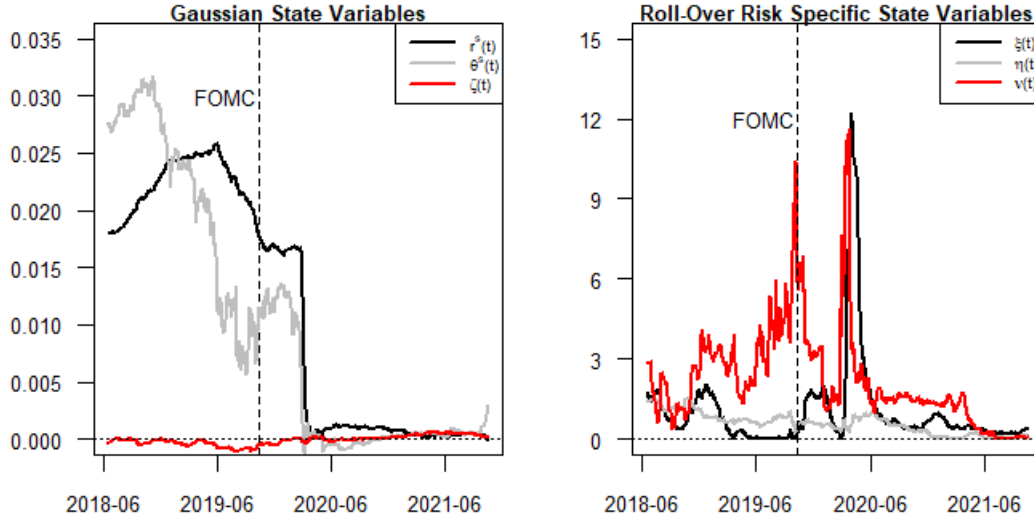 Gaussian State Variables
0.035
0.030
0.025
0.020
0.015
0.010
0.005
0.000
FOMC
rˢ(t)
θˢ(t)
ζ(t)
2018-06
2019-06
2020-06
2021-06
Roll-Over Risk Specific State Variables
15
12
9
6
3
0
FOMC
ξ(t)
η(t)
ν(t)
2018-06
2019-06
2020-06
2021-06